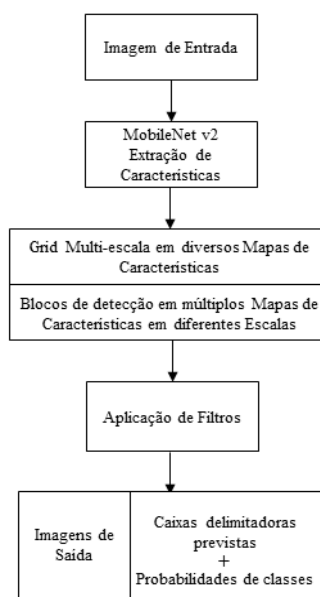 Imagem de Entrada
MobileNet v2
Extração de
Características
Grid Multi-escala em diversos Mapas de
Características
Blocos de detecção em múltiplos Mapas de
Características em diferentes Escalas
Aplicação de Filtros
Imagens de
Saída
Caixas delimitadoras
previstas
+
Probabilidades de classes